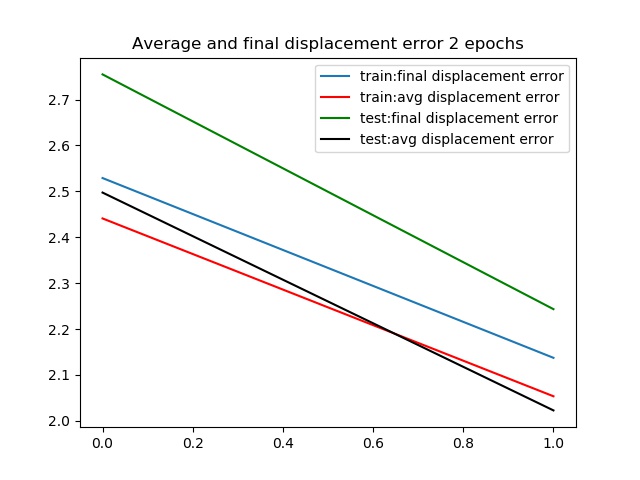 Average and final displacement error 2 epochs
train:final displacement error
train:avg displacement error
test:final displacement error
test:avg displacement error
2.7
2.6
2.5
2.4
2.3
2.2
2.1
2.0
0.0 0.2 0.4 0.6 0.8 1.0